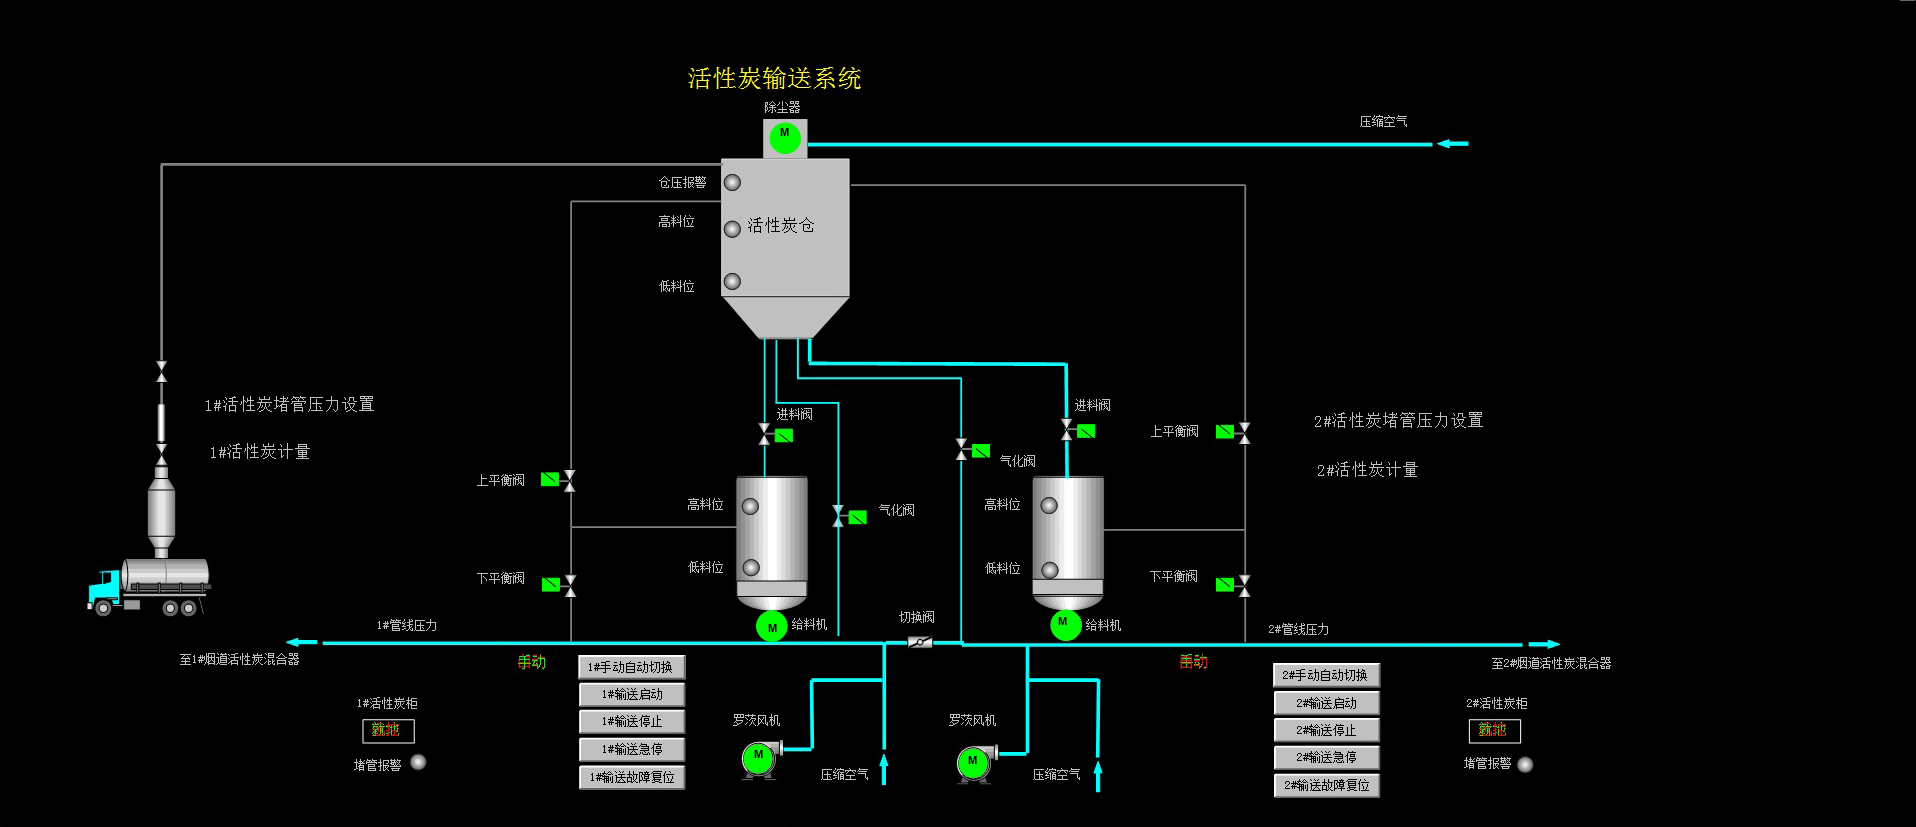 活性炭输送系统
除尘器
M
压缩空气
仓压报警
高料位
活性炭仓
低料位
1#活性炭堵管压力设置
1#活性炭计量
进料阀
进料阀
2#活性炭堵管压力设置
2#活性炭计量
上平衡阀
气化阀
上平衡阀
高料位
气化阀
高料位
下平衡阀
低料位
低料位
下平衡阀
1#管线压力
M
给料机
切换阀
M
给料机
2#管线压力
至1#烟道活性炭混合器
手动
至2#烟道活性炭混合器
1#手动自动切换
1#输送启动
1#输送停止
1#输送急停
1#输送故障复位
2#手动自动切换
2#输送启动
2#输送停止
2#输送急停
2#输送故障复位
1#活性炭柜
堵管报警
罗茨风机
M
压缩空气
罗茨风机
M
压缩空气
2#活性炭柜
堵管报警